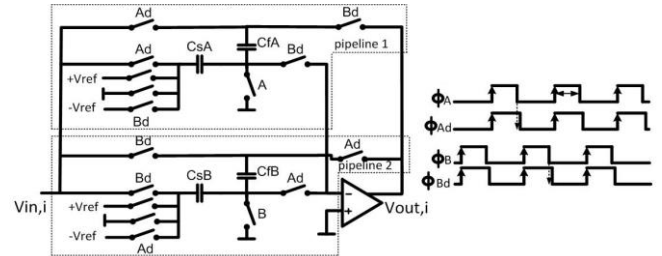 Ad
Bd
pipeline 1
Ad
CsA
CfA
Bd
+Vref
A
-Vref
Bd
Bd
Ad
pipeline 2
Bd
CsB
CfB
Ad
Vin,i
+Vref
B
-Vref
Ad
-
+
Vout,i
ϕA
ϕAd
ϕB
ϕBd